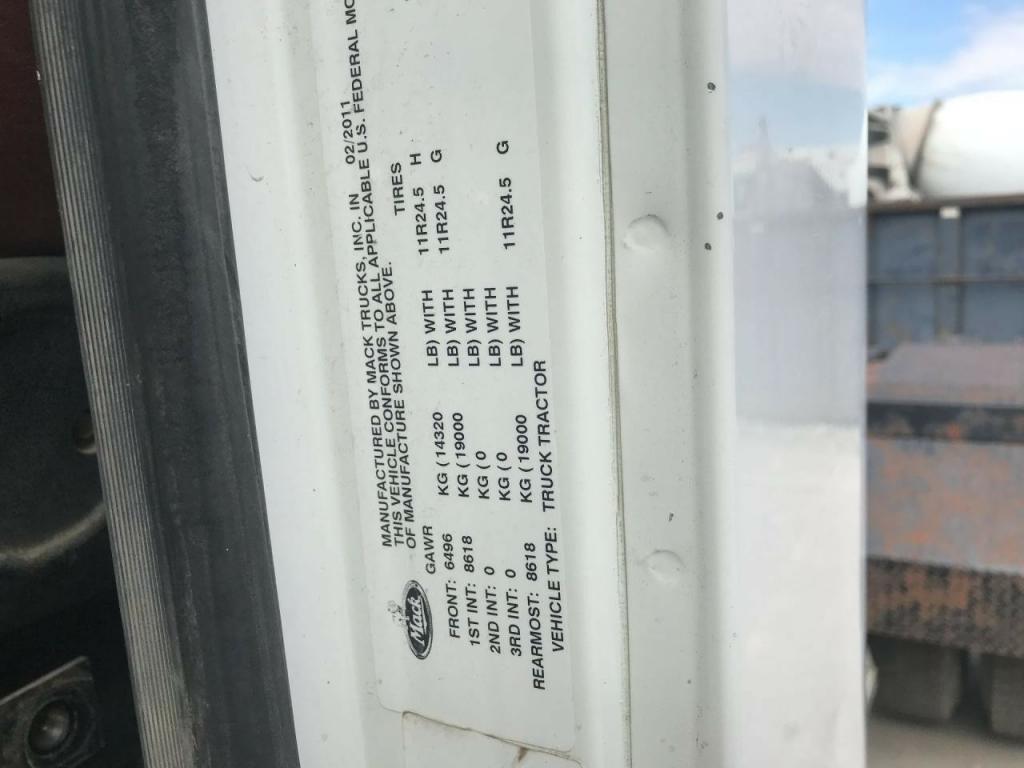 MANUFACTURED BY MACK TRUCKS, INC. IN 02/2011
THIS VEHICLE CONFORMS TO ALL APPLICABLE U.S. FEDERAL MO
OF MANUFACTURE SHOWN ABOVE.
Mack
GAWR TIRES
FRONT: 6496 KG ( 14320 LB) WITH 11R24.5 H
1ST INT: 8618 KG ( 19000 LB) WITH 11R24.5 G
2ND INT: 0 KG ( 0 LB) WITH
3RD INT: 0 KG ( 0 LB) WITH
REARMOST: 8618 KG ( 19000 LB) WITH 11R24.5 G
VEHICLE TYPE: TRUCK TRACTOR